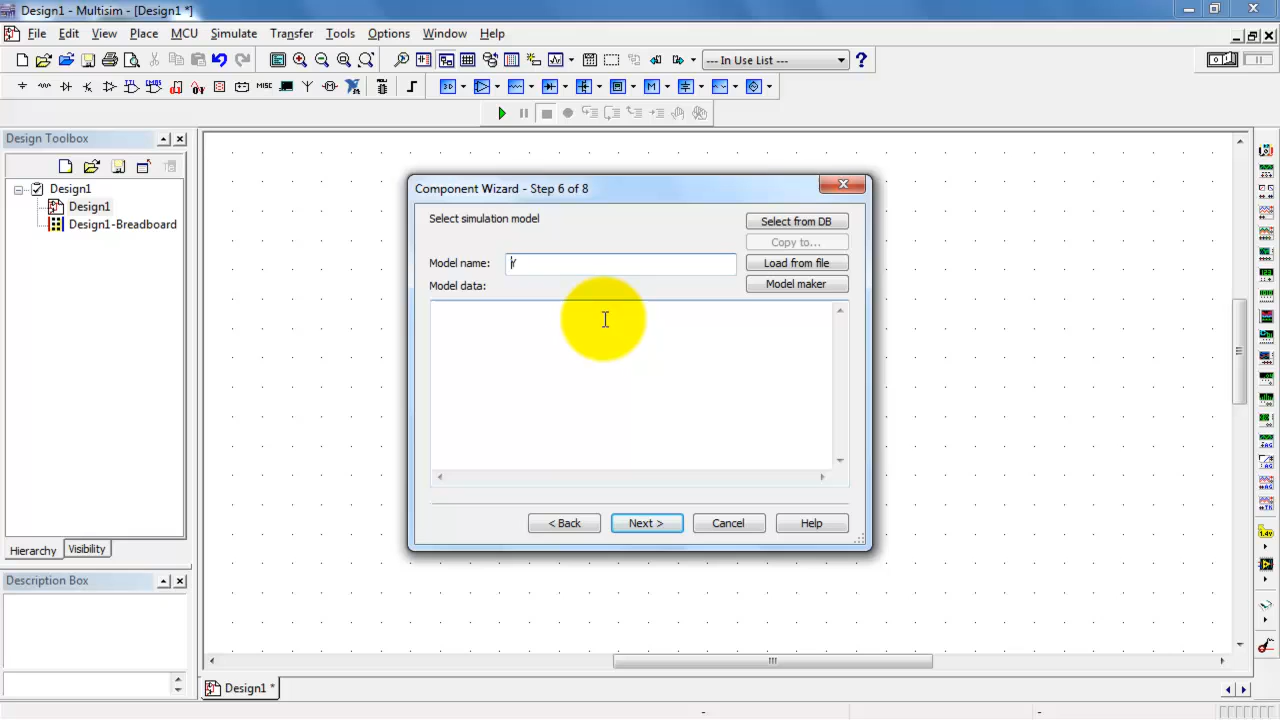 Design1 - Multisim - [Design1 *]
File Edit View Place MCU Simulate Transfer Tools Options Window Help
--- In Use List ---
Design Toolbox
Design1
Design1
Design1-Breadboard
Hierarchy Visibility
Description Box
Component Wizard - Step 6 of 8
Select simulation model
Select from DB
Copy to...
Model name:
Load from file
Model data:
Model maker
< Back Next > Cancel Help
Design1 *